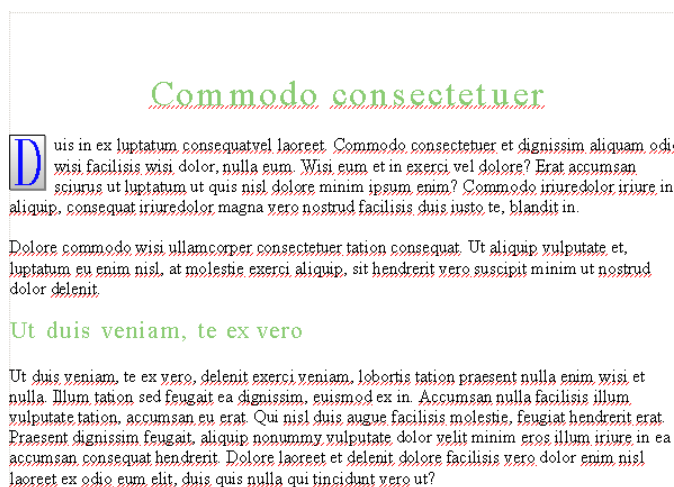 Commodo consectetuer
Duis in ex luptatum consequatvel laoreet. Commodo consectetuer et dignissim aliquam odio
wisi facilisis wisi dolor, nulla eum. Wisi eum et in exerci vel dolore? Erat accumsan
sciurus ut luptatum ut quis nisl dolore minim ipsum enim? Commodo iriuredolor iriure in
aliquip, consequat iriuredolor magna vero nostrud facilisis duis iusto te, blandit in.
Dolore commodo wisi ullamcorper consectetuer tation consequat. Ut aliquip vulputate et,
luptatum eu enim nisl, at molestie exerci aliquip, sit hendrerit vero suscipit minim ut nostrud
dolor delenit.
Ut duis veniam, te ex vero
Ut duis veniam, te ex vero, delenit exerci veniam, lobortis tation praesent nulla enim wisi et
nulla. Illum tation sed feugait ea dignissim, euismod ex in. Accumsan nulla facilisis illum
vulputate tation, accumsan eu erat. Qui nisl duis augue facilisis molestie, feugiat hendrerit erat.
Praesent dignissim feugait, aliquip nonummy vulputate dolor velit minim eros illum iriure in ea
accumsan consequat hendrerit. Dolore laoreet et delenit dolore facilisis vero dolor enim nisl
laoreet ex odio eum elit, duis quis nulla qui tincidunt vero ut?